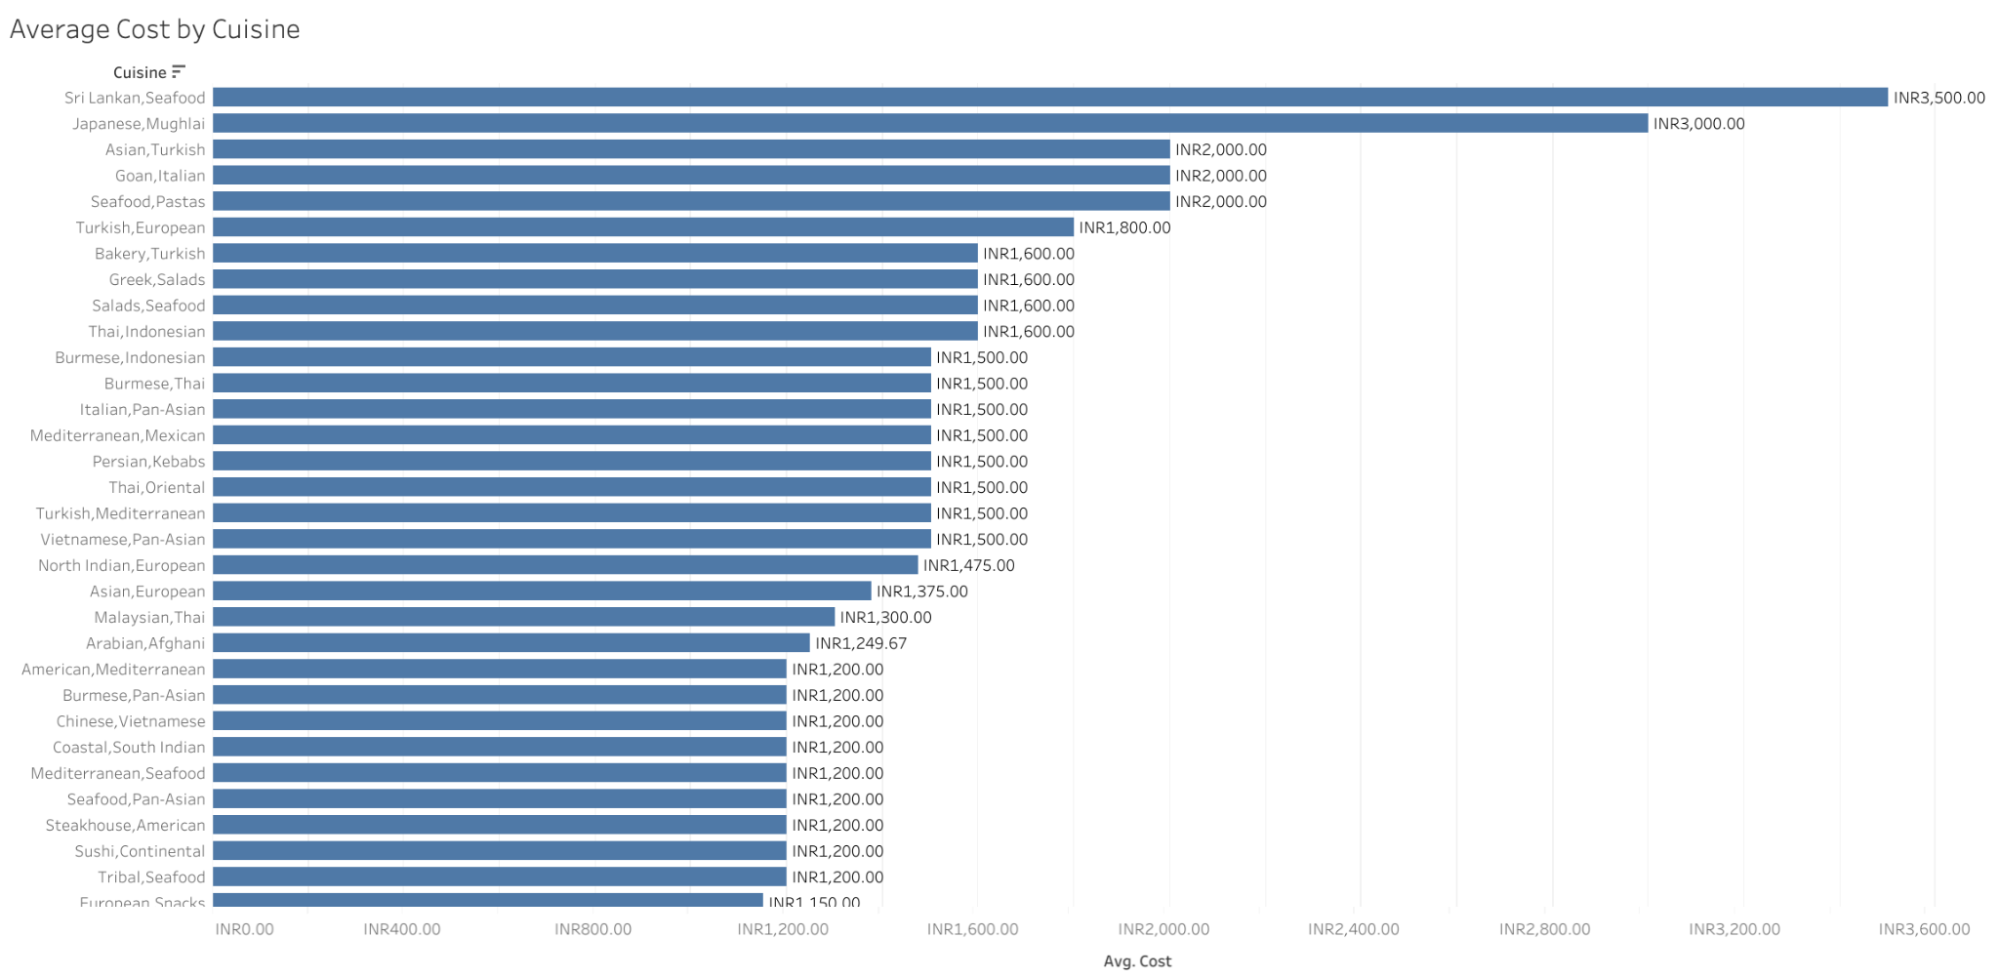 Average Cost by Cuisine
Cuisine
Sri Lankan,Seafood INR3,500.00
Japanese,Mughlai INR3,000.00
Asian,Turkish INR2,000.00
Goan,Italian INR2,000.00
Seafood,Pastas INR2,000.00
Turkish,European INR1,800.00
Bakery,Turkish INR1,600.00
Greek,Salads INR1,600.00
Salads,Seafood INR1,600.00
Thai,Indonesian INR1,600.00
Burmese,Indonesian INR1,500.00
Burmese,Thai INR1,500.00
Italian,Pan-Asian INR1,500.00
Mediterranean,Mexican INR1,500.00
Persian,Kebabs INR1,500.00
Thai,Oriental INR1,500.00
Turkish,Mediterranean INR1,500.00
Vietnamese,Pan-Asian INR1,500.00
North Indian,European INR1,475.00
Asian,European INR1,375.00
Malaysian,Thai INR1,300.00
Arabian,Afghani INR1,249.67
American,Mediterranean INR1,200.00
Burmese,Pan-Asian INR1,200.00
Chinese,Vietnamese INR1,200.00
Coastal,South Indian INR1,200.00
Mediterranean,Seafood INR1,200.00
Seafood,Pan-Asian INR1,200.00
Steakhouse,American INR1,200.00
Sushi,Continental INR1,200.00
Tribal,Seafood INR1,200.00
European,Snacks INR1,150.00
INR0.00 INR400.00 INR800.00 INR1,200.00 INR1,600.00 INR2,000.00 INR2,400.00 INR2,800.00 INR3,200.00 INR3,600.00
Avg. Cost